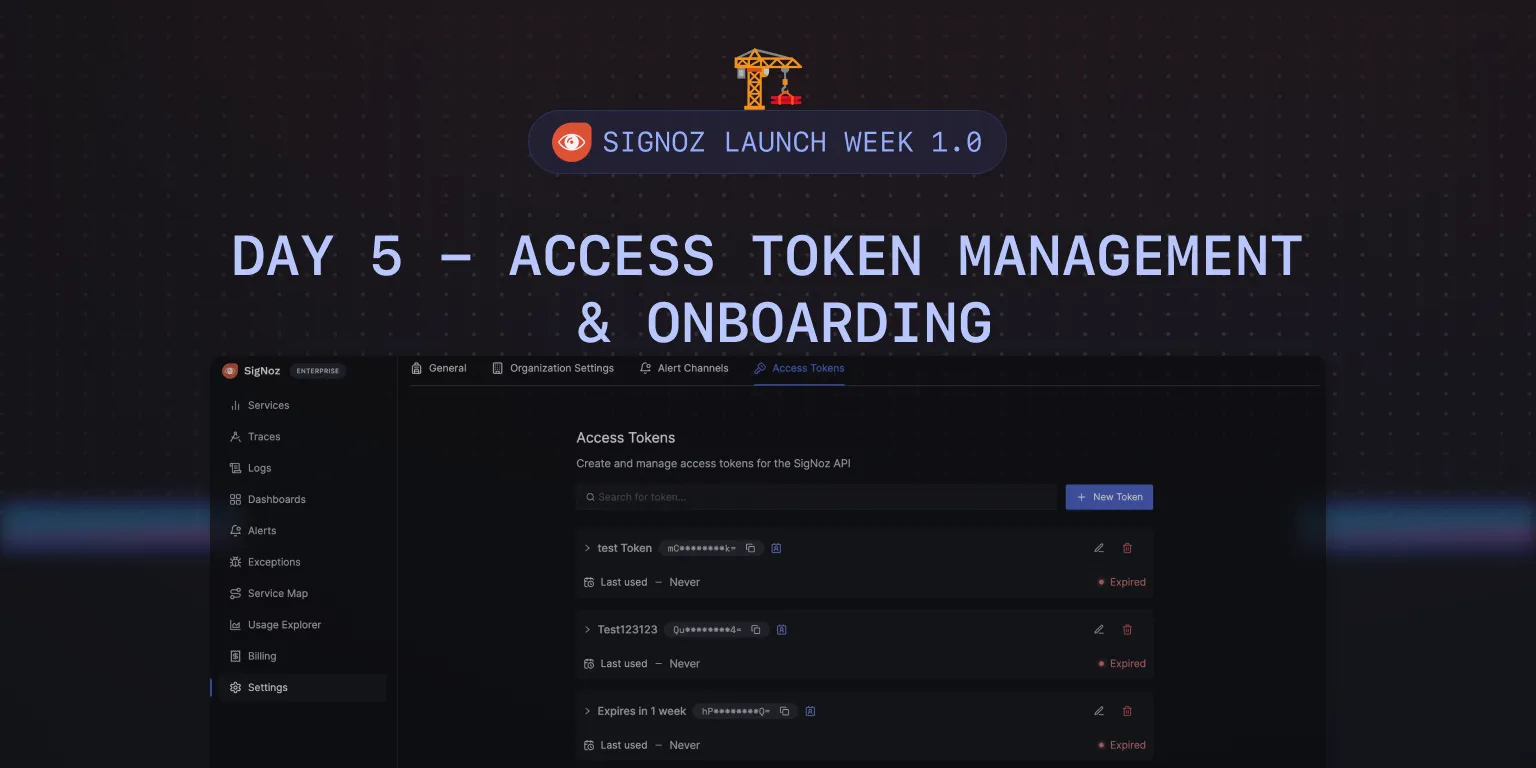 SIGNOZ LAUNCH WEEK 1.0
DAY 5 – ACCESS TOKEN MANAGEMENT
& ONBOARDING
SigNoz ENTERPRISE
General Organization Settings Alert Channels Access Tokens
Services
Traces
Logs
Dashboards
Alerts
Exceptions
Service Map
Usage Explorer
Billing
Settings
Access Tokens
Create and manage access tokens for the SigNoz API
Search for token...
+ New Token
test Token mC********k=
Last used – Never Expired
Test123123 Qu********4=
Last used – Never Expired
Expires in 1 week hP********Q=
Last used – Never Expired